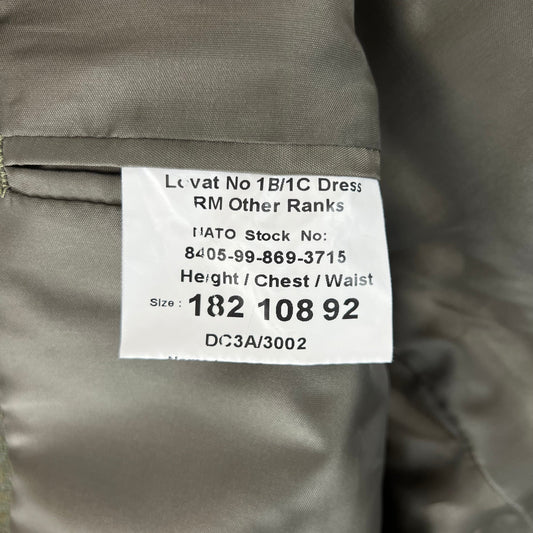 Lovat No 1B/1C Dress
RM Other Ranks
NATO Stock No:
8405-99-869-3715
Height / Chest / Waist
Size : 182 108 92
DC3A/3002